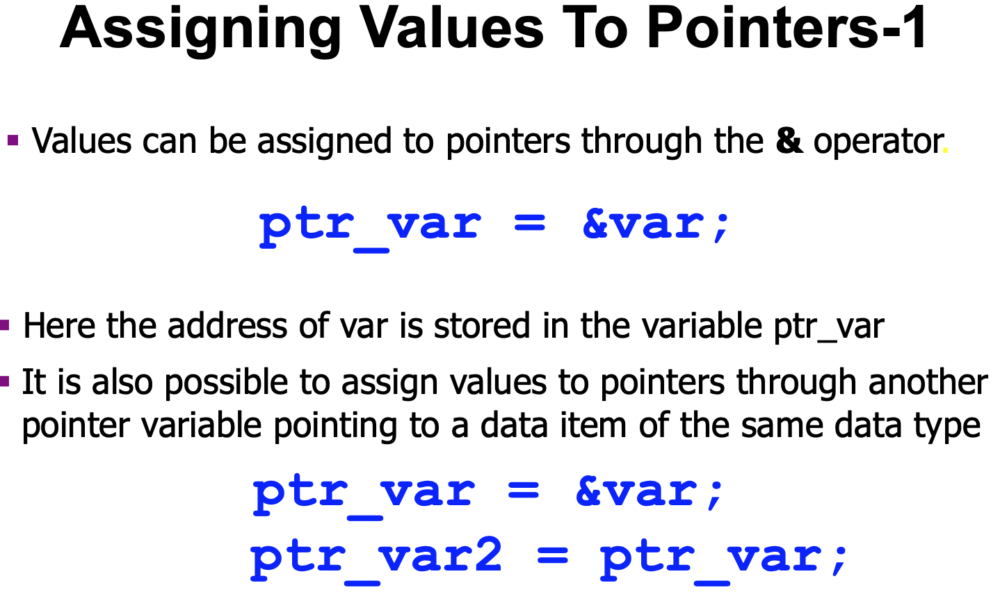 Assigning Values To Pointers-1
▪ Values can be assigned to pointers through the & operator.
ptr_var = &var;
▪ Here the address of var is stored in the variable ptr_var
▪ It is also possible to assign values to pointers through another
pointer variable pointing to a data item of the same data type
ptr_var = &var;
ptr_var2 = ptr_var;